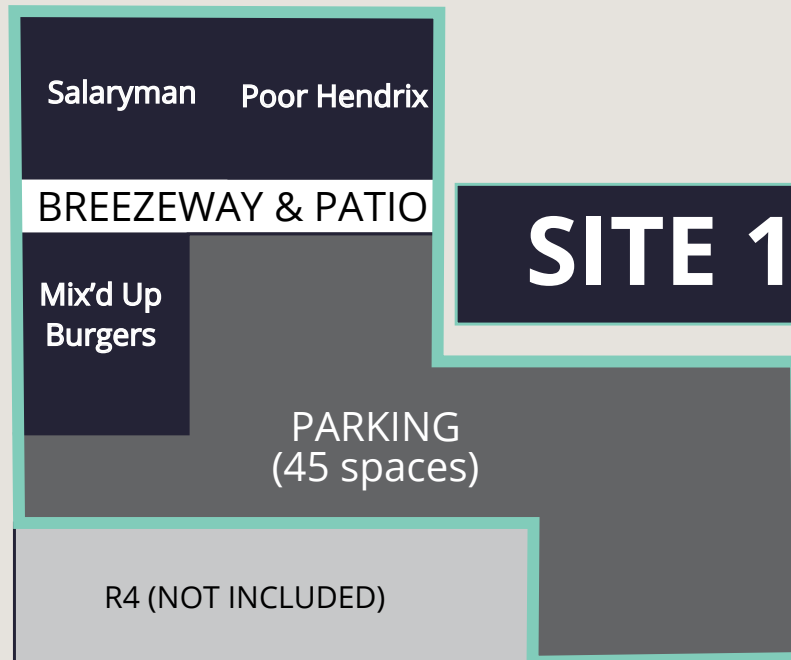 Salaryman
Poor Hendrix
BREEZEWAY & PATIO
SITE 1
Mix’d Up
Burgers
PARKING
(45 spaces)
R4 (NOT INCLUDED)